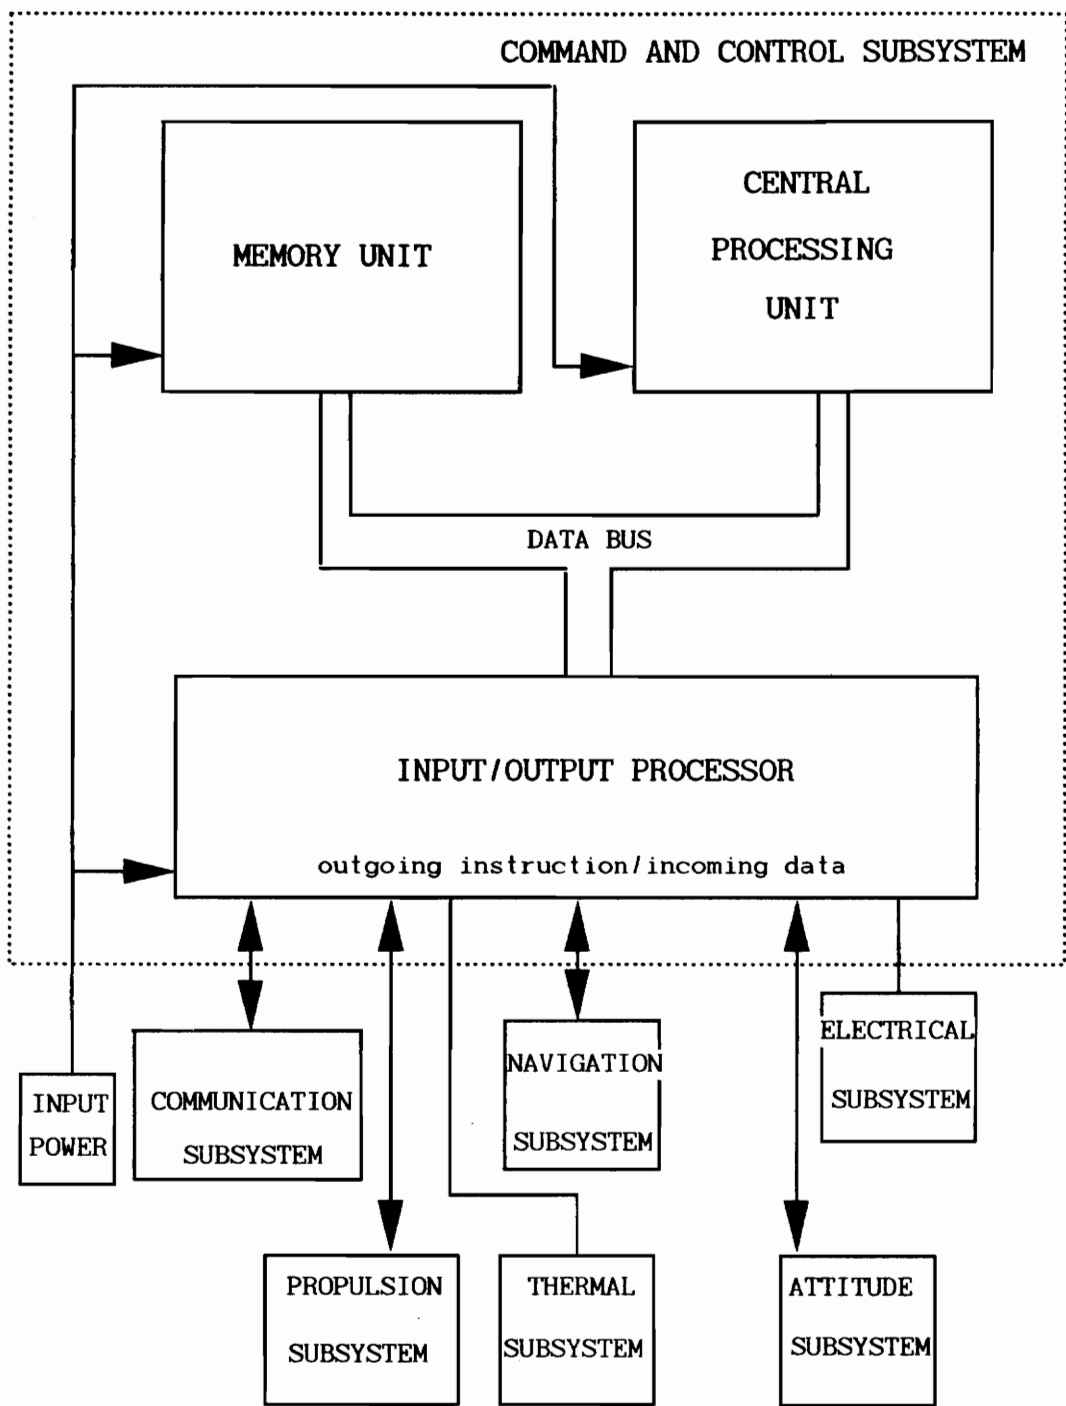 COMMAND AND CONTROL SUBSYSTEM
MEMORY UNIT
CENTRAL
PROCESSING
UNIT
DATA BUS
INPUT/OUTPUT PROCESSOR
outgoing instruction/incoming data
INPUT
POWER
COMMUNICATION
SUBSYSTEM
NAVIGATION
SUBSYSTEM
ELECTRICAL
SUBSYSTEM
PROPULSION
SUBSYSTEM
THERMAL
SUBSYSTEM
ATTITUDE
SUBSYSTEM